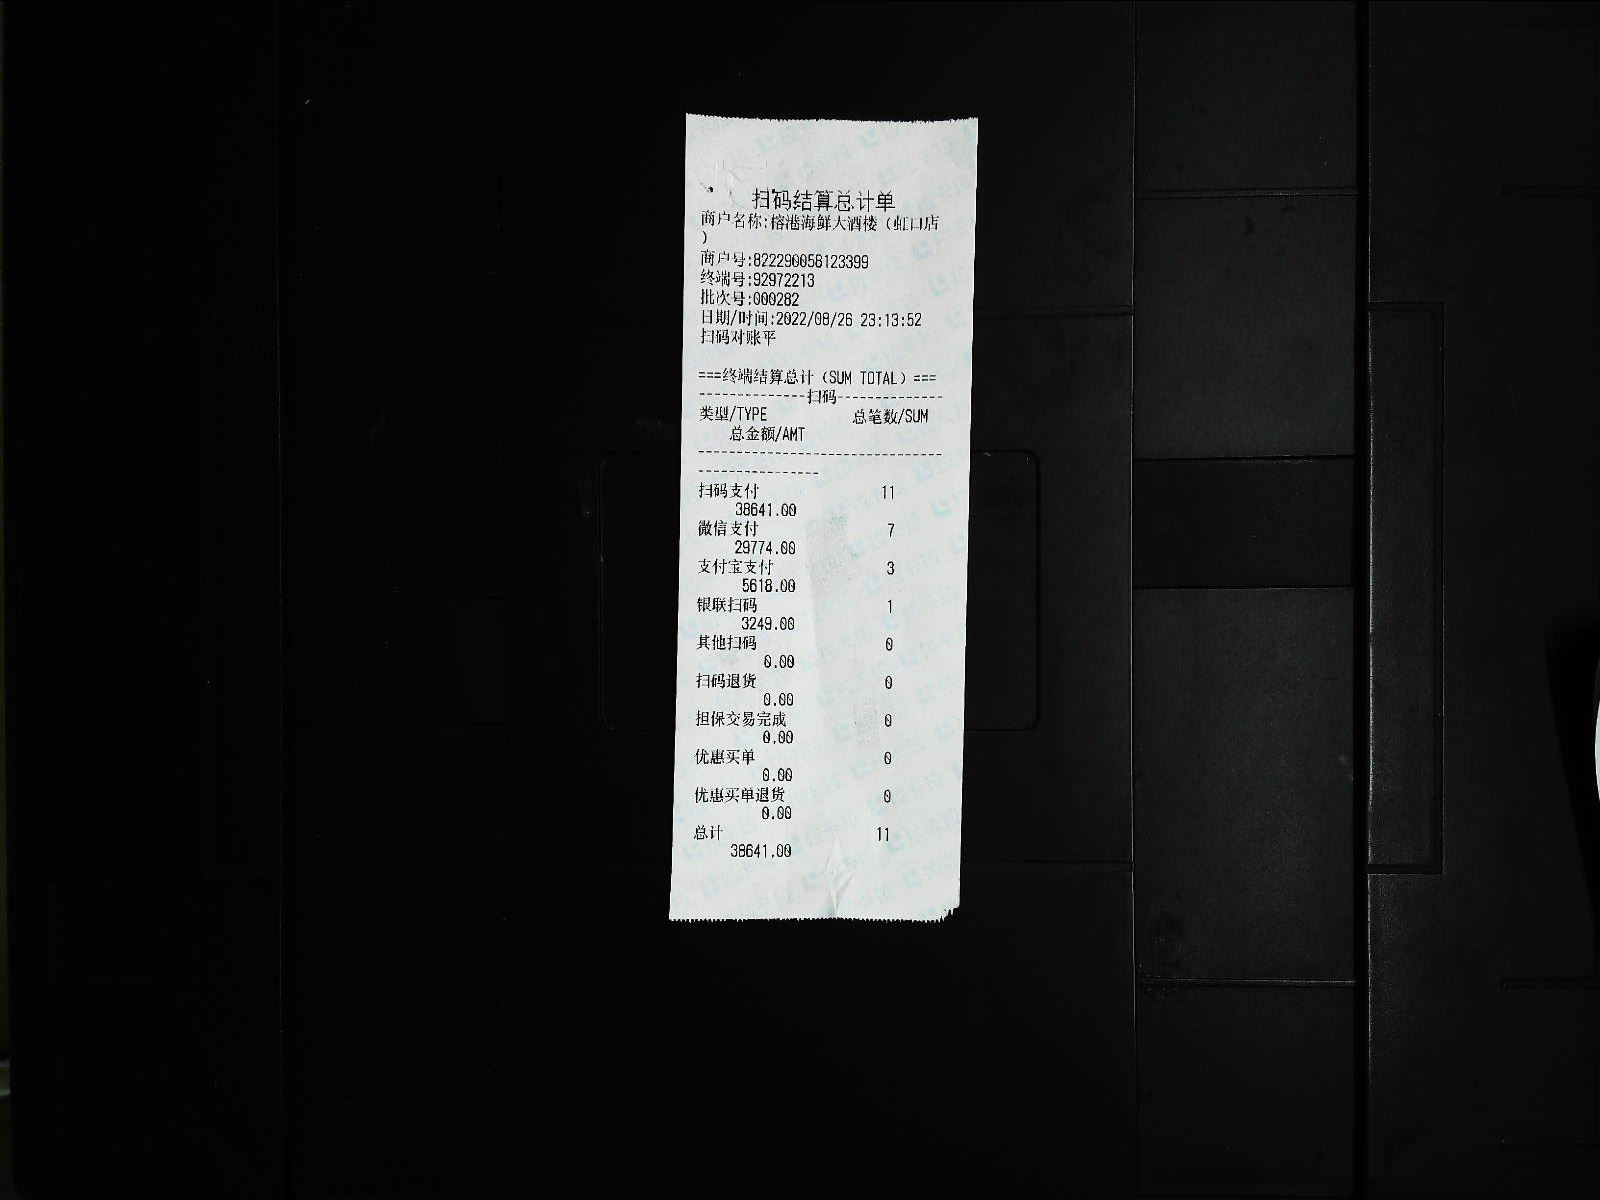 扫码结算总计单
商户名称:榕港海鲜大酒楼（虹口店
）
商户号:822290058123399
终端号:92972213
批次号:000282
日期/时间:2022/08/26 23:13:52
扫码对账平
===终端结算总计（SUM TOTAL）===
--------------扫码--------------
类型/TYPE 总笔数/SUM
总金额/AMT
--------------------------------
----------------
扫码支付 11
38641.00
微信支付 7
29774.00
支付宝支付 3
5618.00
银联扫码 1
3249.00
其他扫码 0
0.00
扫码退货 0
0.00
担保交易完成 0
0.00
优惠买单 0
0.00
优惠买单退货 0
0.00
总计 11
38641.00